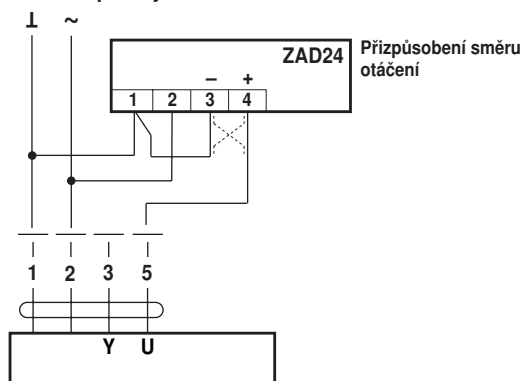 ⊥ ~
ZAD24
Přizpůsobení směru
otáčení
– +
1 2 3 4
1 2 3 5
Y U